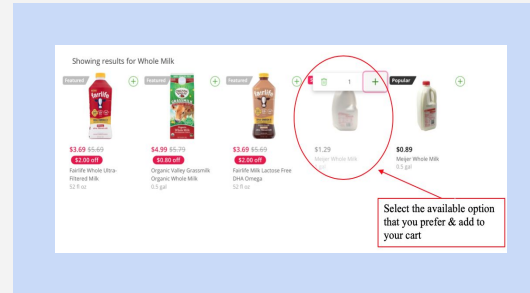 Showing results for Whole Milk
Featured
Featured
Featured
1
Popular
fairlife
fairlife
$3.69 $5.69
$4.99 $5.79
$3.69 $5.69
$1.29
$0.89
$2.00 off
$0.80 off
$2.00 off
Meijer Whole Milk
Meijer Whole Milk
Fairlife Whole Ultra-
Organic Valley Grassmilk
Fairlife Milk Lactose Free
0.5 gal
Filtered Milk
Organic Whole Milk
DHA Omega
52 fl oz
0.5 gal
52 fl oz
Select the available option
that you prefer & add to
your cart